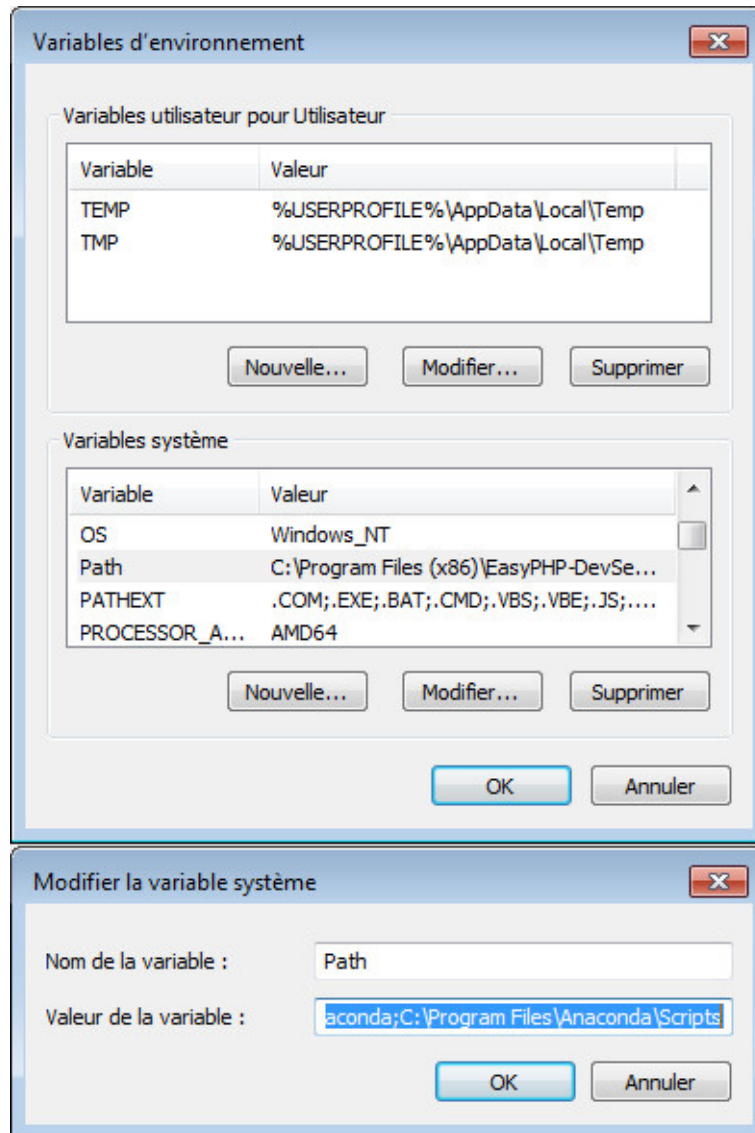 Variables d'environnement
Variables utilisateur pour Utilisateur
Variable Valeur
TEMP %USERPROFILE%\AppData\Local\Temp
TMP %USERPROFILE%\AppData\Local\Temp
Nouvelle... Modifier... Supprimer
Variables système
Variable Valeur
OS Windows_NT
Path C:\Program Files (x86)\EasyPHP-DevSe...
PATHEXT .COM;.EXE;.BAT;.CMD;.VBS;.VBE;.JS;....
PROCESSOR_A... AMD64
Nouvelle... Modifier... Supprimer
OK Annuler
Modifier la variable système
Nom de la variable : Path
Valeur de la variable : aconda;C:\Program Files\Anaconda\Scripts
OK Annuler